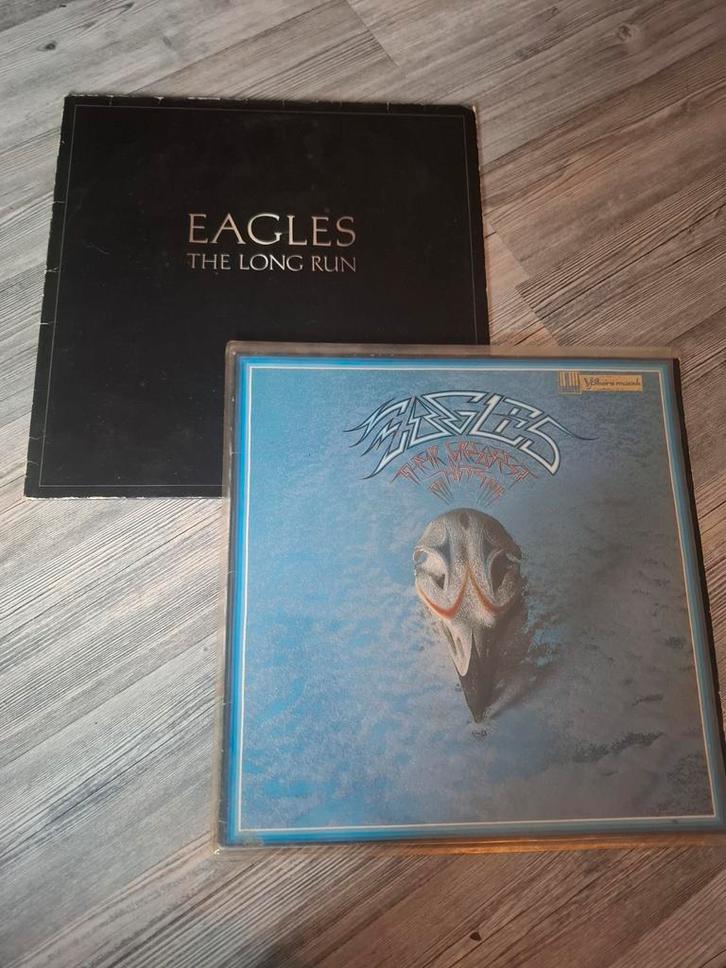 EAGLES
THE LONG RUN
EAGLES
THEIR GREATEST
HITS